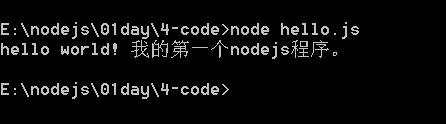 E:\nodejs\01day\4-code>node hello.js
hello world! 我的第一个nodejs程序。
E:\nodejs\01day\4-code>